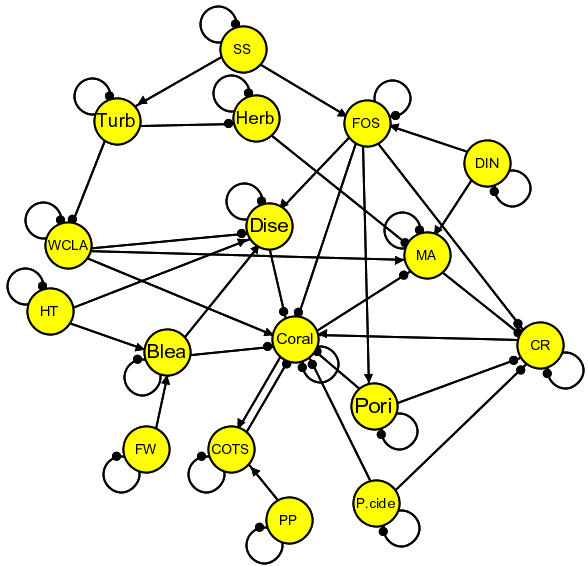 SS
Turb
Herb
FOS
DIN
WCLA
Dise
MA
HT
Blea
Coral
CR
Pori
FW
COTS
P.cide
PP